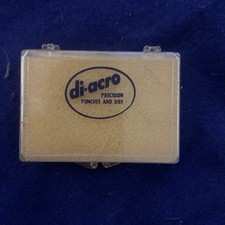 di-acro
PRECISION
PUNCHES AND DIES